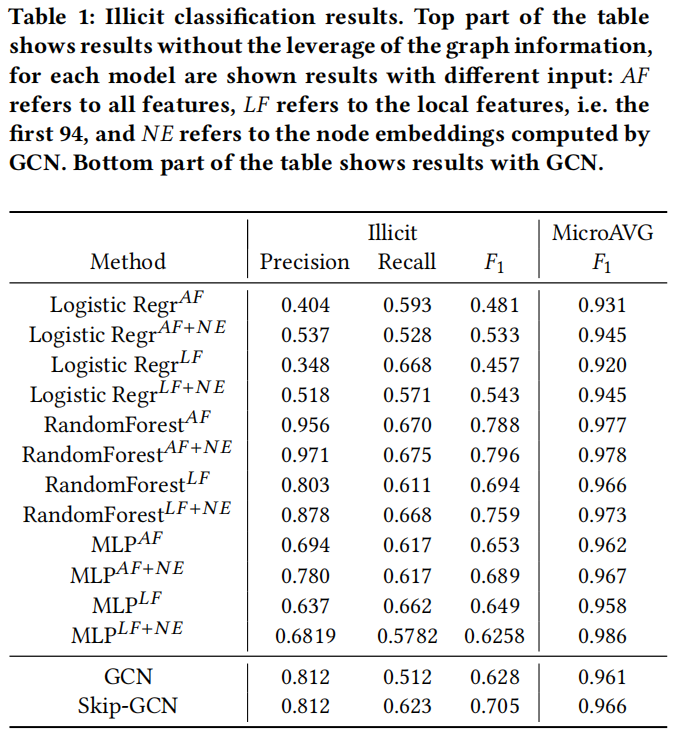 Table 1: Illicit classification results. Top part of the table
shows results without the leverage of the graph information,
for each model are shown results with different input: AF
refers to all features, LF refers to the local features, i.e. the
first 94, and NE refers to the node embeddings computed by
GCN. Bottom part of the table shows results with GCN.
Illicit MicroAVG
Method Precision Recall F1 F1
Logistic Regr^AF 0.404 0.593 0.481 0.931
Logistic Regr^AF+NE 0.537 0.528 0.533 0.945
Logistic Regr^LF 0.348 0.668 0.457 0.920
Logistic Regr^LF+NE 0.518 0.571 0.543 0.945
RandomForest^AF 0.956 0.670 0.788 0.977
RandomForest^AF+NE 0.971 0.675 0.796 0.978
RandomForest^LF 0.803 0.611 0.694 0.966
RandomForest^LF+NE 0.878 0.668 0.759 0.973
MLP^AF 0.694 0.617 0.653 0.962
MLP^AF+NE 0.780 0.617 0.689 0.967
MLP^LF 0.637 0.662 0.649 0.958
MLP^LF+NE 0.6819 0.5782 0.6258 0.986
GCN 0.812 0.512 0.628 0.961
Skip-GCN 0.812 0.623 0.705 0.966